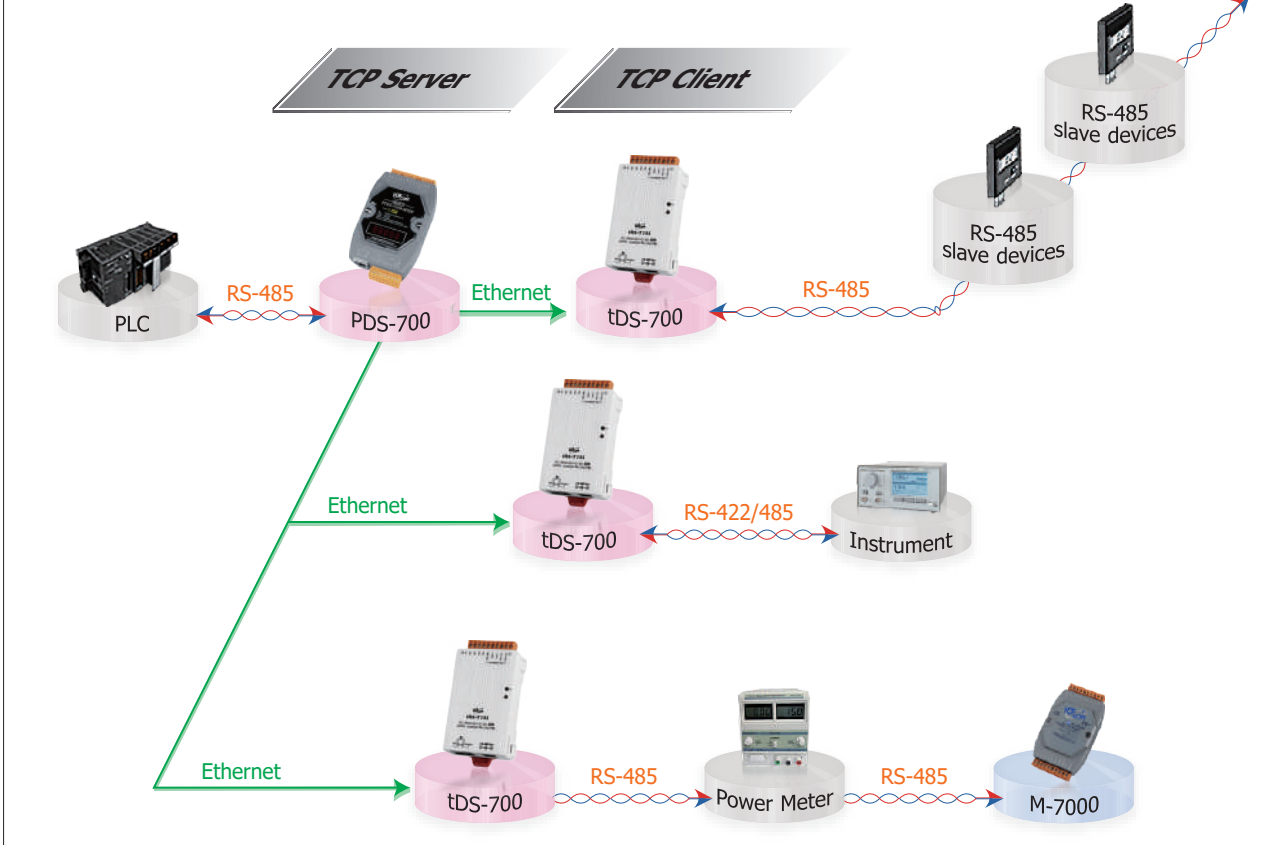 TCP Server
TCP Client
RS-485
slave devices
RS-485
slave devices
PLC
RS-485
PDS-700
Ethernet
tDS-700
RS-485
Ethernet
tDS-700
RS-422/485
Instrument
Ethernet
tDS-700
RS-485
Power Meter
RS-485
M-7000